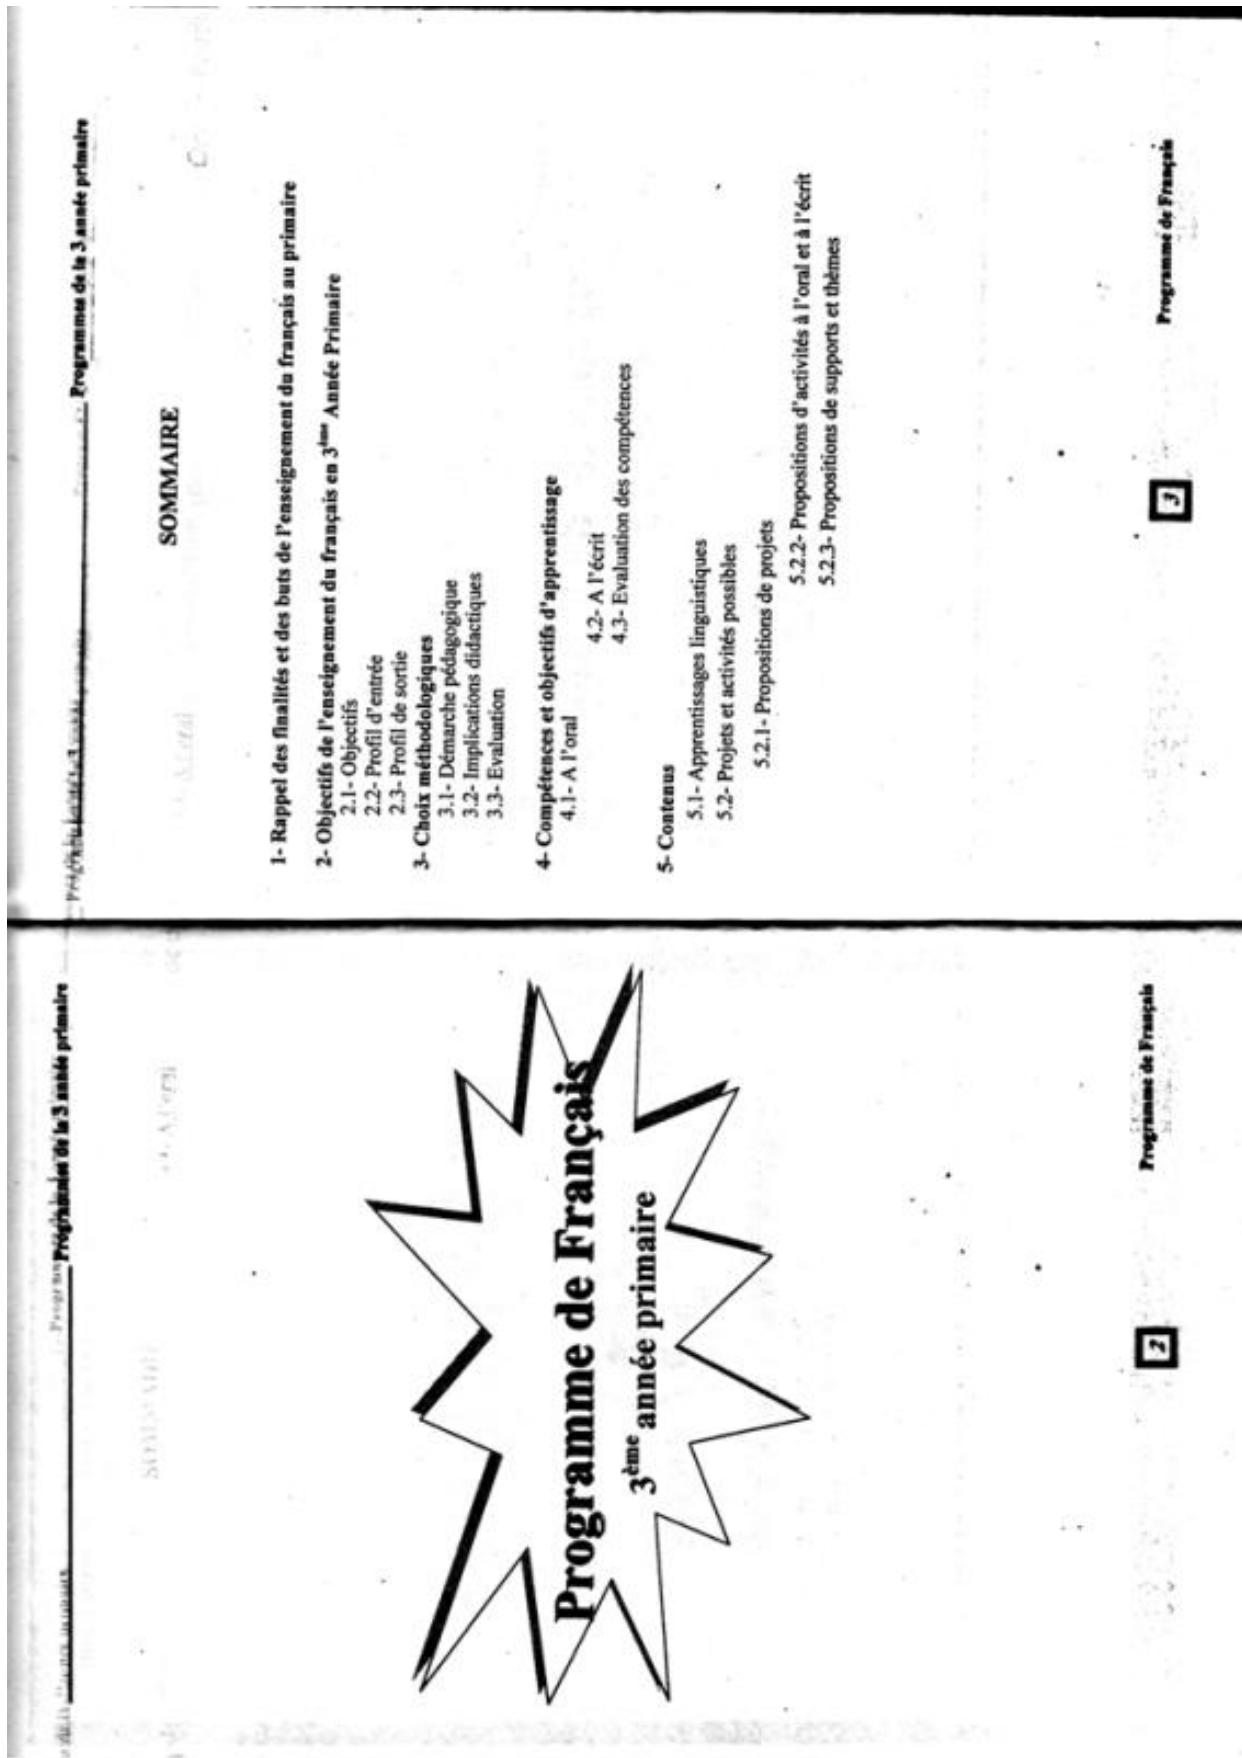 Programmes de la 3 année primaire
Programme de Français
3ème année primaire
2
Programme de Français
Programmes de la 3 année primaire
SOMMAIRE
1- Rappel des finalités et des buts de l'enseignement du français au primaire
2- Objectifs de l'enseignement du français en 3ème Année Primaire
2.1- Objectifs
2.2- Profil d'entrée
2.3- Profil de sortie
3- Choix méthodologiques
3.1- Démarche pédagogique
3.2- Implications didactiques
3.3- Evaluation
4- Compétences et objectifs d'apprentissage
4.1- A l'oral
4.2- A l'écrit
4.3- Evaluation des compétences
5- Contenus
5.1- Apprentissages linguistiques
5.2- Projets et activités possibles
5.2.1- Propositions de projets
5.2.2- Propositions d'activités à l'oral et à l'écrit
5.2.3- Propositions de supports et thèmes
3
Programme de Français